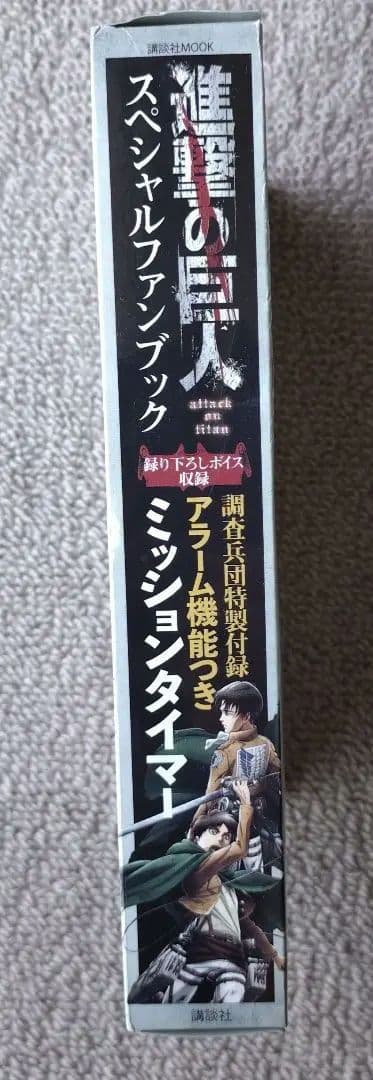 講談社MOOK
進撃の巨人
attack
on
titan
スペシャルファンブック
録り下ろしボイス
収録
調査兵団特製付録
アラーム機能つき
ミッションタイマー
講談社